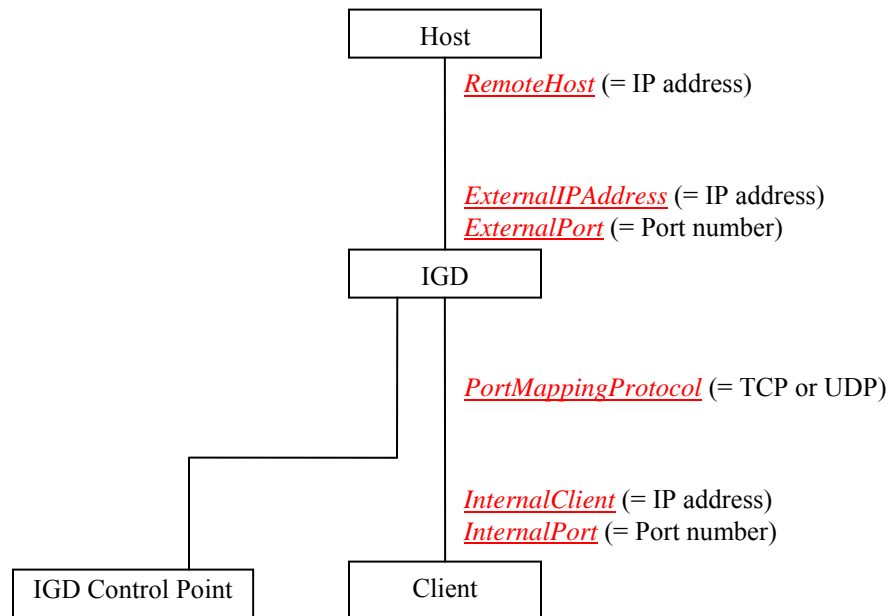 Host
RemoteHost (= IP address)
ExternalIPAddress (= IP address)
ExternalPort (= Port number)
IGD
PortMappingProtocol (= TCP or UDP)
InternalClient (= IP address)
InternalPort (= Port number)
IGD Control Point
Client